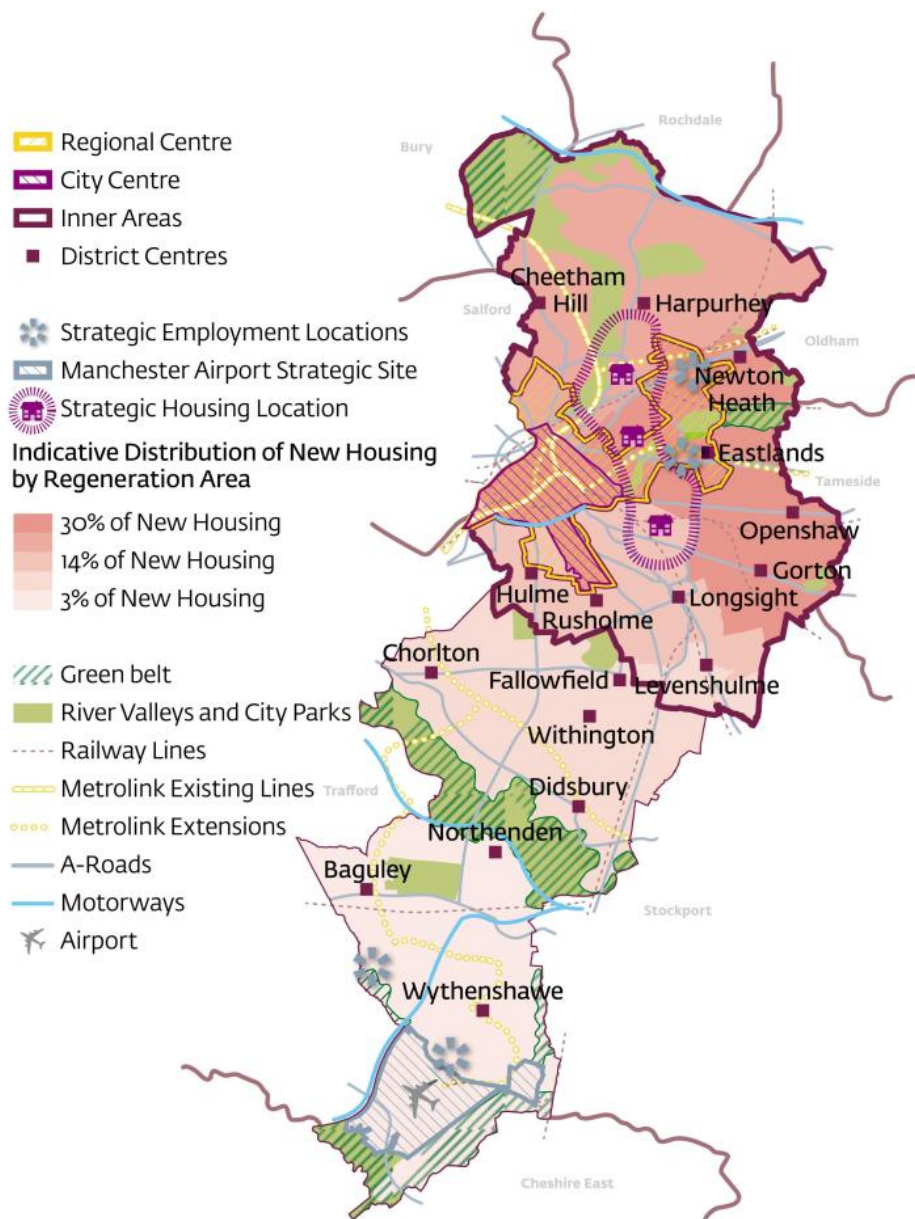 Regional Centre
City Centre
Inner Areas
District Centres
Strategic Employment Locations
Manchester Airport Strategic Site
Strategic Housing Location
Indicative Distribution of New Housing
by Regeneration Area
30% of New Housing
14% of New Housing
3% of New Housing
Green belt
River Valleys and City Parks
Railway Lines
Metrolink Existing Lines
Metrolink Extensions
A-Roads
Motorways
Airport
Rochdale
Bury
Cheetham
Hill
Harpurhey
Salford
Oldham
Newton
Heath
Eastlands
Tameside
Openshaw
Gorton
Hulme
Longsight
Rusholme
Chorlton
Fallowfield
Levenshulme
Withington
Trafford
Didsbury
Northenden
Baguley
Stockport
Wythenshawe
Cheshire East